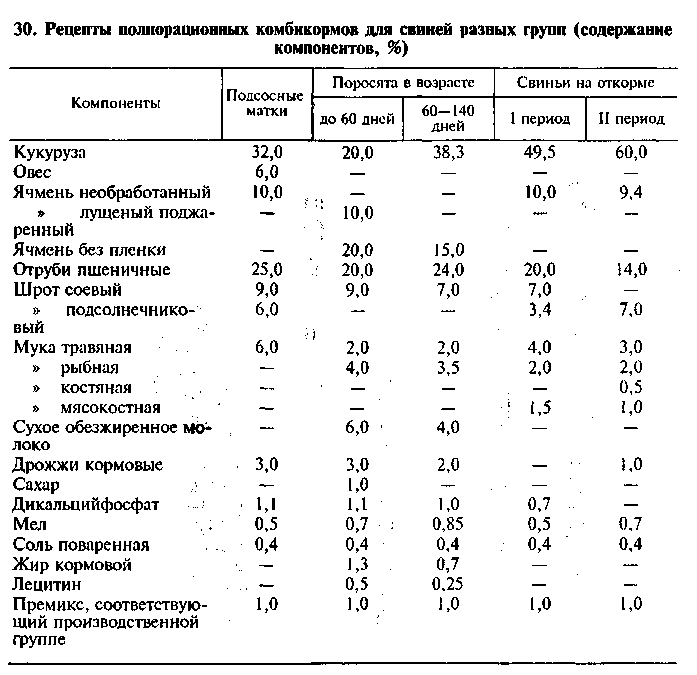 30. Рецепты полнорационных комбикормов для свиней разных групп (содержание
компонентов, %)
Компоненты Подсосные матки Поросята в возрасте Свиньи на откорме
до 60 дней 60—140 дней I период II период
Кукуруза 32,0 20,0 38,3 49,5 60,0
Овес 6,0 — — — —
Ячмень необработанный 10,0 — — 10,0 9,4
» лущеный поджа-
ренный — 10,0 — — —
Ячмень без пленки — 20,0 15,0 — —
Отруби пшеничные 25,0 20,0 24,0 20,0 14,0
Шрот соевый 9,0 9,0 7,0 7,0 —
» подсолнечнико-
вый 6,0 — — 3,4 7,0
Мука травяная 6,0 2,0 2,0 4,0 3,0
» рыбная — 4,0 3,5 2,0 2,0
» костяная — — — — 0,5
» мясокостная — — — 1,5 1,0
Сухое обезжиренное мо-
локо — 6,0 4,0 — —
Дрожжи кормовые 3,0 3,0 2,0 — 1,0
Сахар — 1,0 — — —
Дикальцийфосфат 1,1 1,1 1,0 0,7 —
Мел 0,5 0,7 0,85 0,5 0,7
Соль поваренная 0,4 0,4 0,4 0,4 0,4
Жир кормовой — 1,3 0,7 — —
Лецитин — 0,5 0,25 — —
Премикс, соответствую-
щий производственной
группе 1,0 1,0 1,0 1,0 1,0